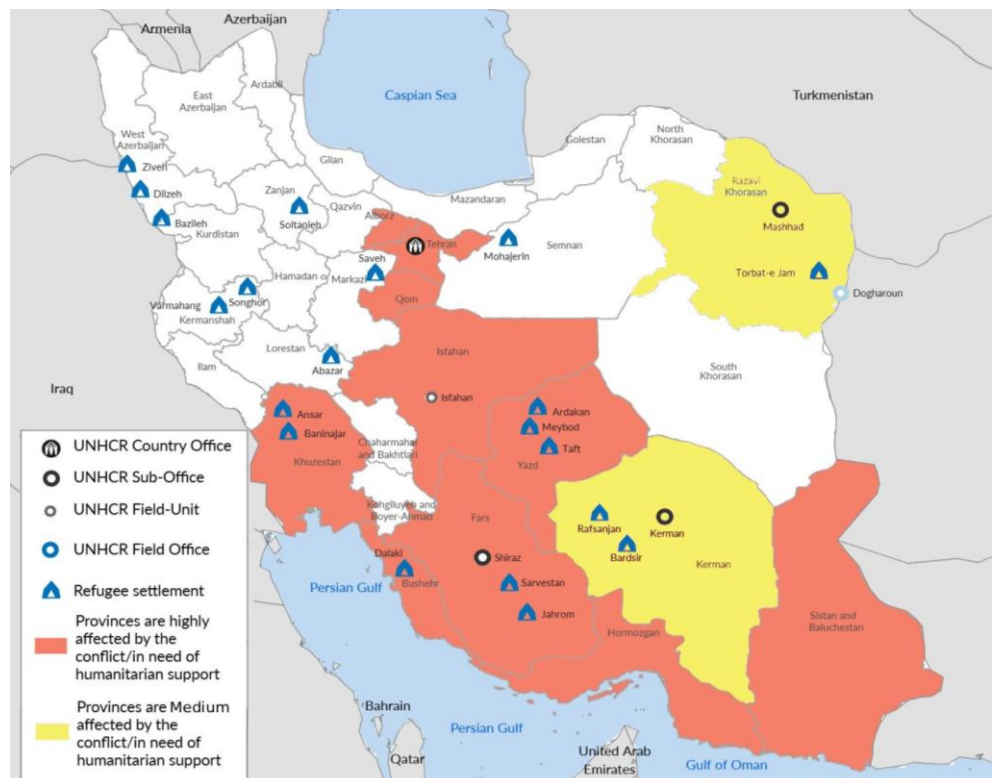 Azerbaijan
Armenia
Caspian Sea
Turkmenistan
East
Azerbaijan
Ardabil
West
Azerbaijan
Ziveh
Dilzeh
Bazileh
Kurdistan
Gilan
Zanjan
Soltanieh
Qazvin
Alborz
Tehran
Mazandaran
Golestan
North
Khorasan
Razavi
Khorasan
Mashhad
Torbat-e Jam
Dogharoun
Mohajerin
Semnan
Saveh
Markazi
Hamadan
Qom
Varmahang
Songhor
Kermanshah
Lorestan
Ilam
Abazar
Iraq
Isfahan
Isfahan
South
Khorasan
Ansar
Baninajar
Khuzestan
Chaharmahal
and Bakhtiari
Ardakan
Meybod
Taft
Yazd
Kohgiluyeh and
Boyer-Ahmad
Fars
Rafsanjan
Kerman
Bardsir
Kerman
Dalaki
Bushehr
Shiraz
Sarvestan
Jahrom
Persian Gulf
Hormozgan
Sistan and
Baluchestan
Bahrain
Qatar
Persian Gulf
United Arab
Emirates
Gulf of Oman
UNHCR Country Office
UNHCR Sub-Office
UNHCR Field-Unit
UNHCR Field Office
Refugee settlement
Provinces are highly
affected by the
conflict/in need of
humanitarian support
Provinces are Medium
affected by the
conflict/in need of
humanitarian support